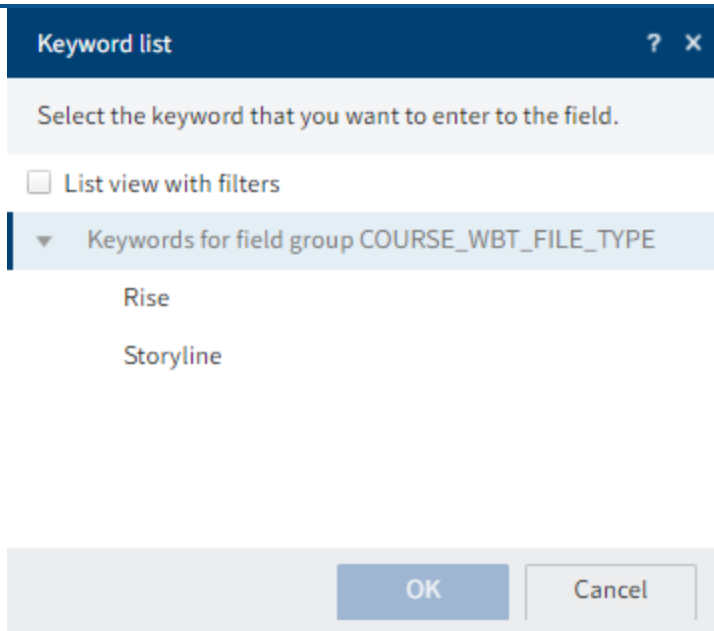 Keyword list ? ×
Select the keyword that you want to enter to the field.
List view with filters
Keywords for field group COURSE_WBT_FILE_TYPE
Rise
Storyline
OK Cancel